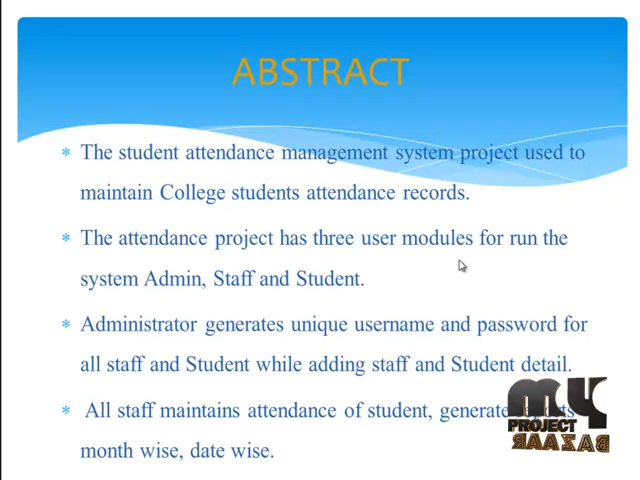 ABSTRACT
The student attendance management system project used to
maintain College students attendance records.
The attendance project has three user modules for run the
system Admin, Staff and Student.
Administrator generates unique username and password for
all staff and Student while adding staff and Student detail.
All staff maintains attendance of student, generate reports
month wise, date wise.
MY
PROJECT
BAZAAR